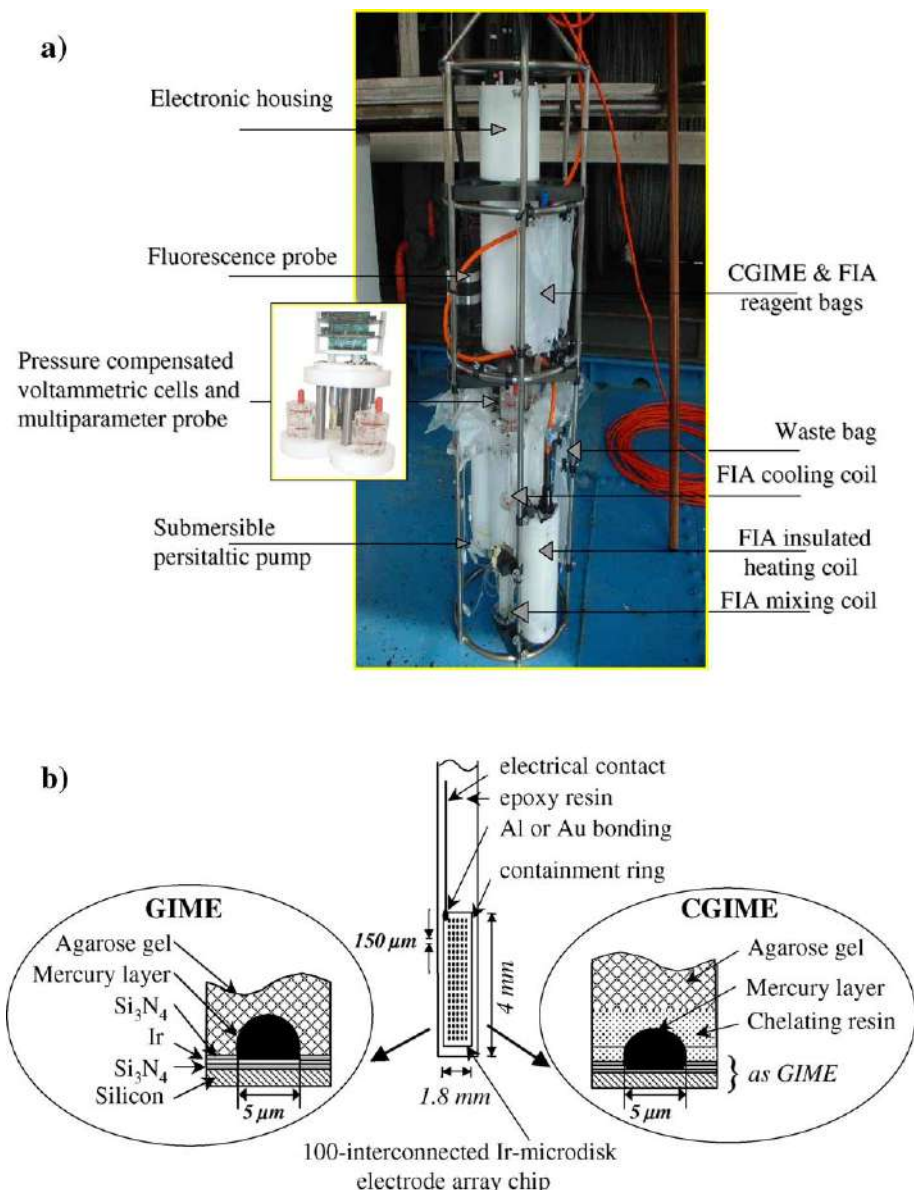 a)
Electronic housing
Fluorescence probe
Pressure compensated
voltammetric cells and
multiparameter probe
Submersible
persitaltic pump
CGIME & FIA
reagent bags
Waste bag
FIA cooling coil
FIA insulated
heating coil
FIA mixing coil
b)
electrical contact
epoxy resin
Al or Au bonding
containment ring
GIME
Agarose gel
Mercury layer
Si₃N₄
Ir
Si₃N₄
Silicon
5 µm
150 µm
4 mm
1.8 mm
CGIME
Agarose gel
Mercury layer
Chelating resin
as GIME
5 µm
100-interconnected Ir-microdisk
electrode array chip